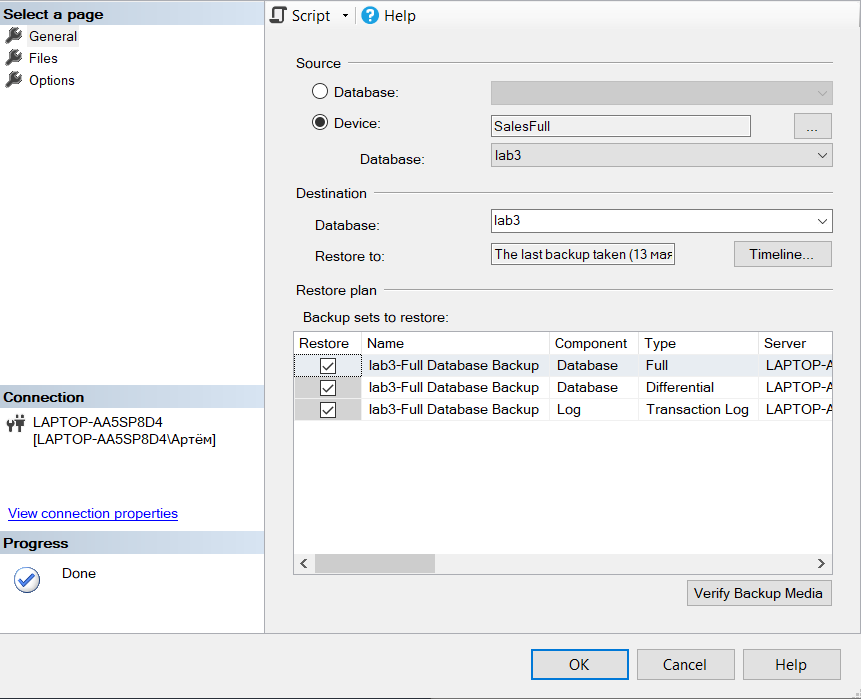 Select a page
General
Files
Options
Connection
LAPTOP-AA5SP8D4
[LAPTOP-AA5SP8D4\Артём]
View connection properties
Progress
Done
Script
Help
Source
Database:
Device:
SalesFull
...
Database:
lab3
Destination
Database:
lab3
Restore to:
The last backup taken (13 мая
Timeline...
Restore plan
Backup sets to restore:
Restore Name Component Type Server
lab3-Full Database Backup Database Full LAPTOP-A
lab3-Full Database Backup Database Differential LAPTOP-A
lab3-Full Database Backup Log Transaction Log LAPTOP-A
Verify Backup Media
OK Cancel Help